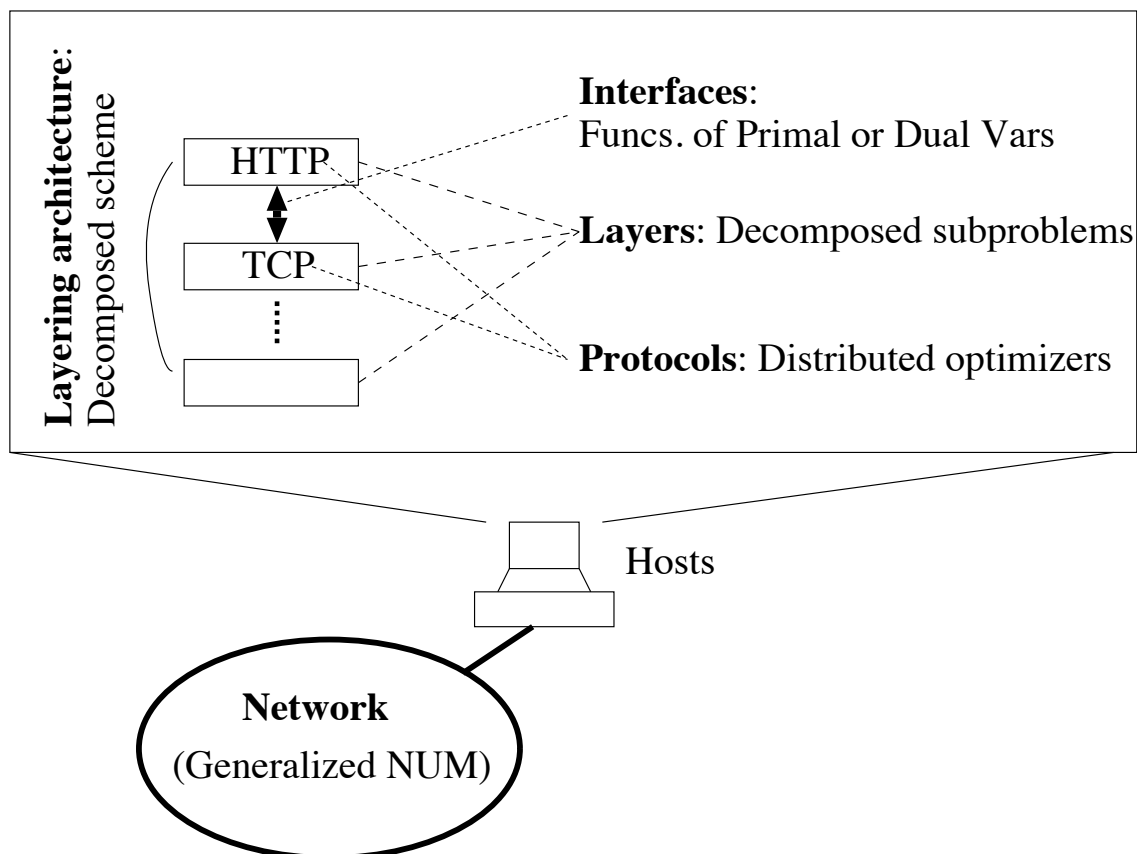 Layering architecture:
Decomposed scheme
HTTP
TCP
Interfaces:
Funcs. of Primal or Dual Vars
Layers: Decomposed subproblems
Protocols: Distributed optimizers
Hosts
Network
(Generalized NUM)